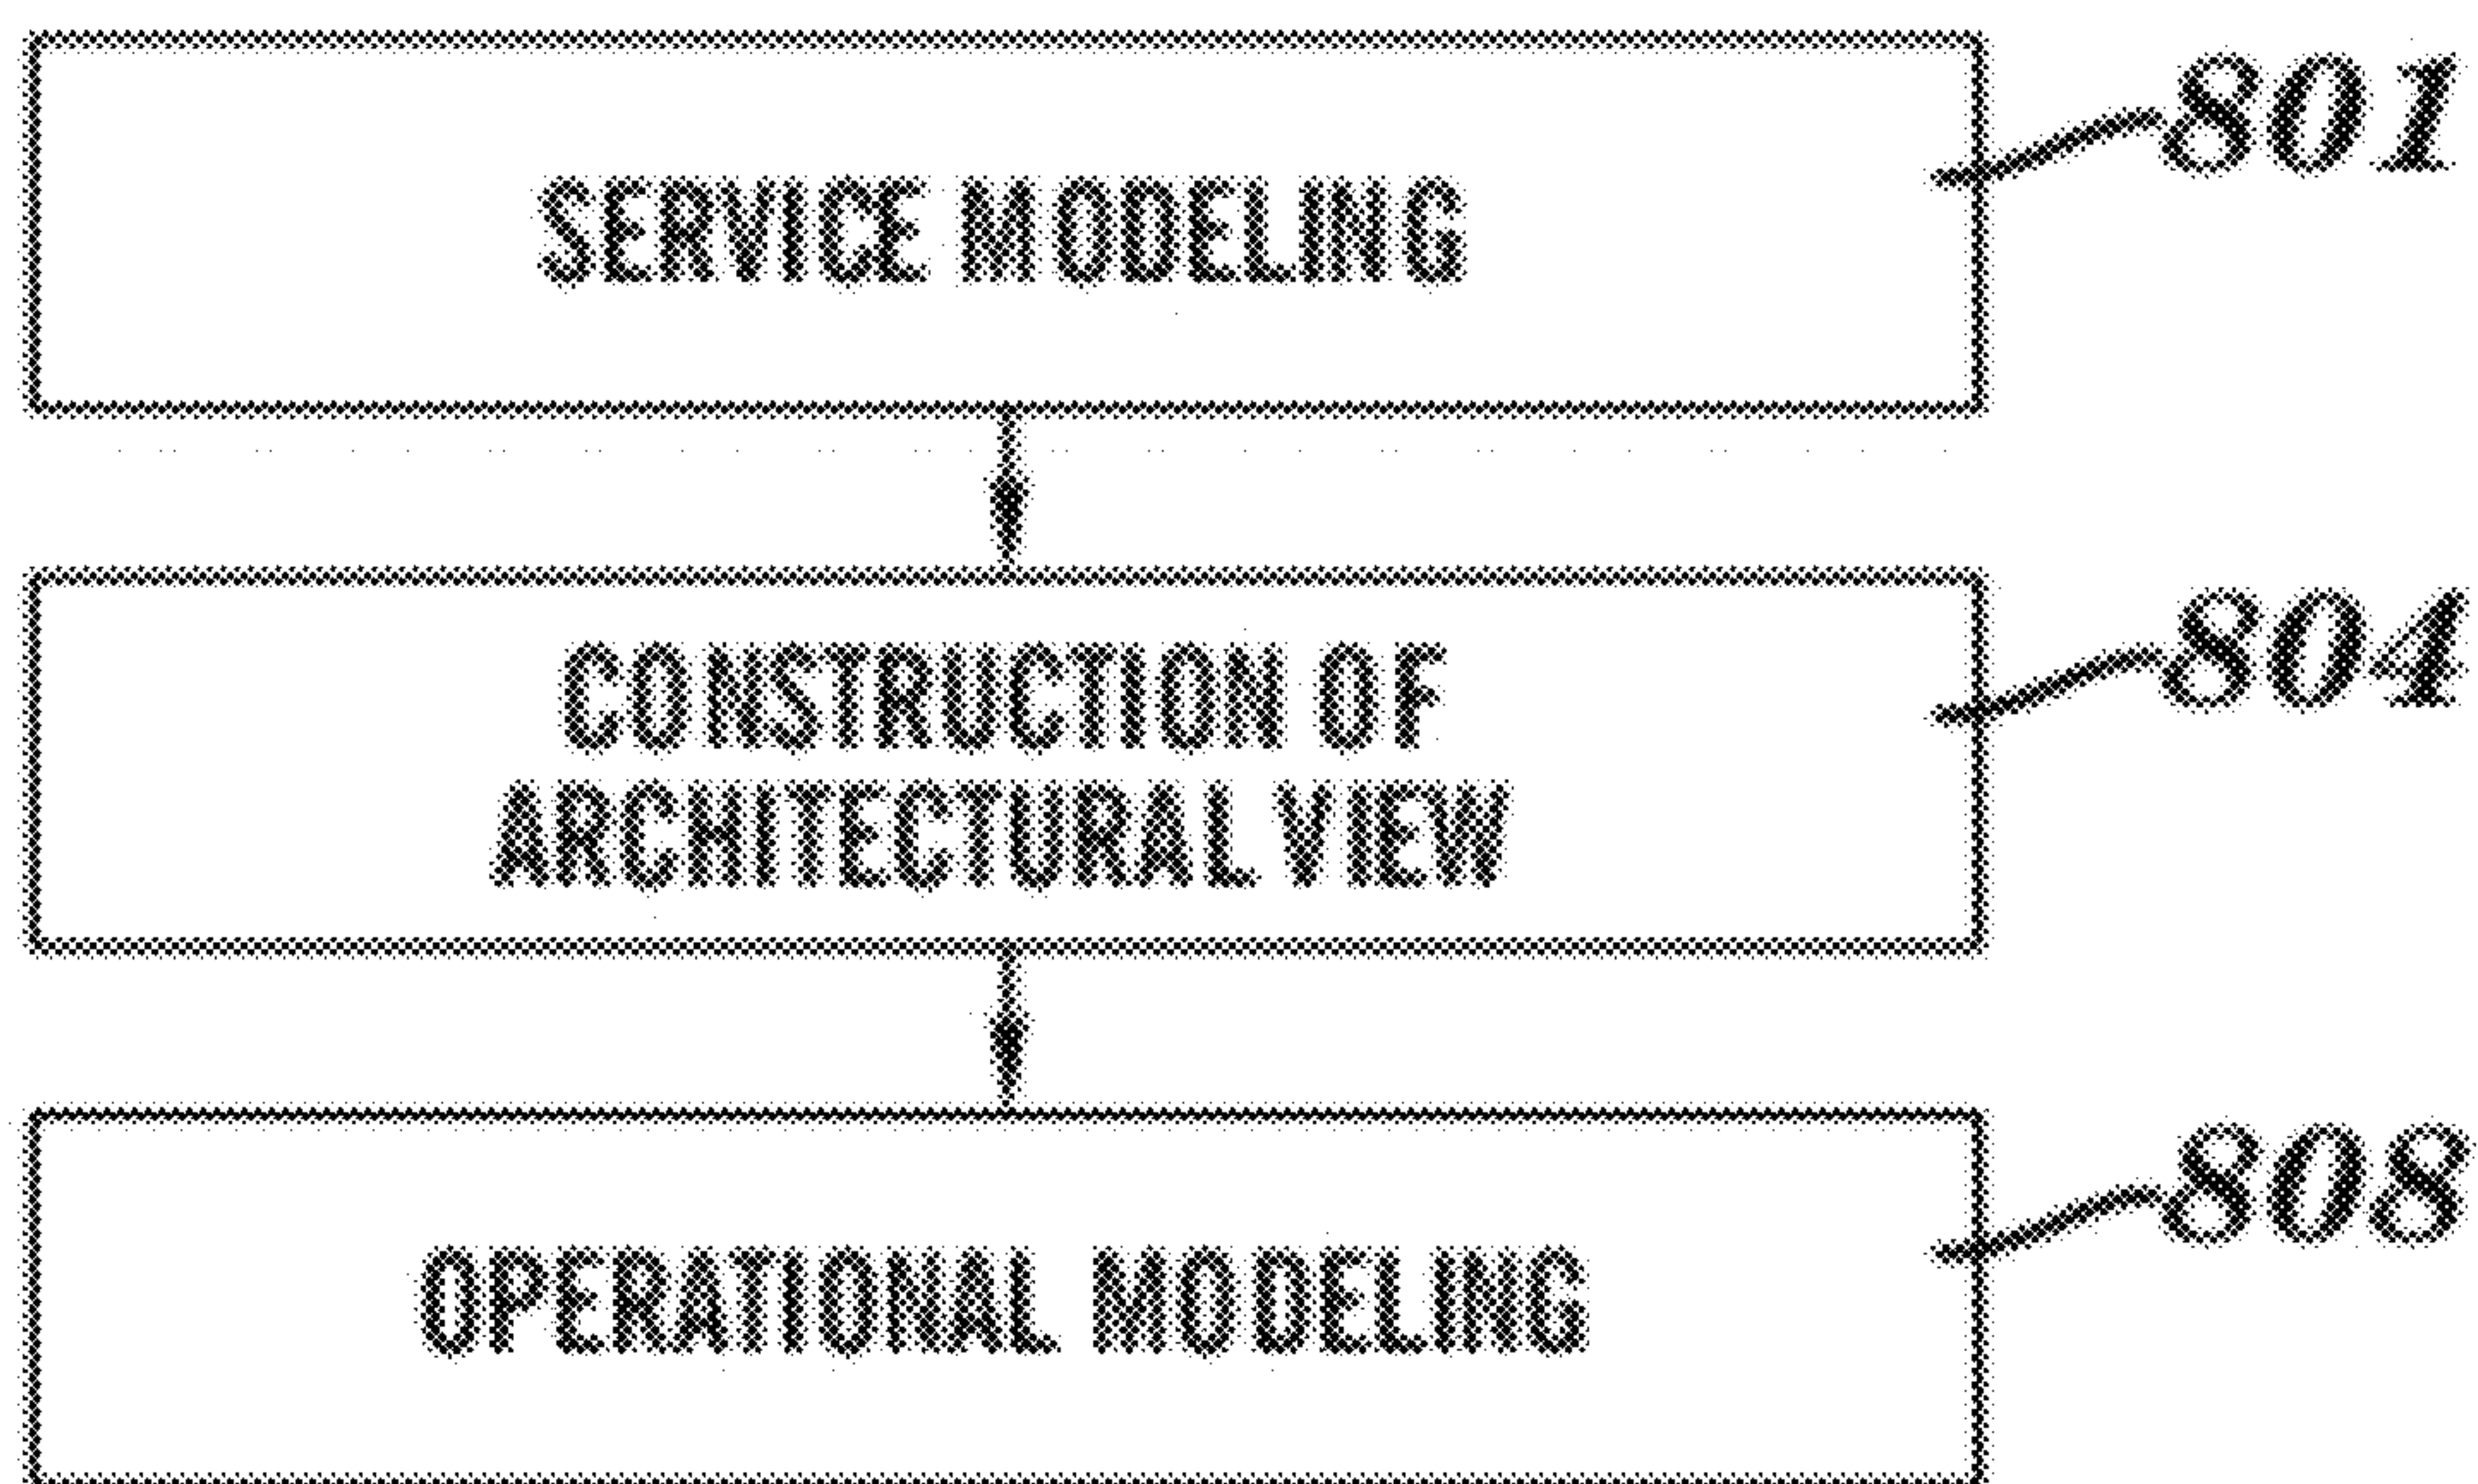 801
SERVICE MODELING
804
CONSTRUCTION OF
ARCHITECTURAL VIEW
808
OPERATIONAL MODELING